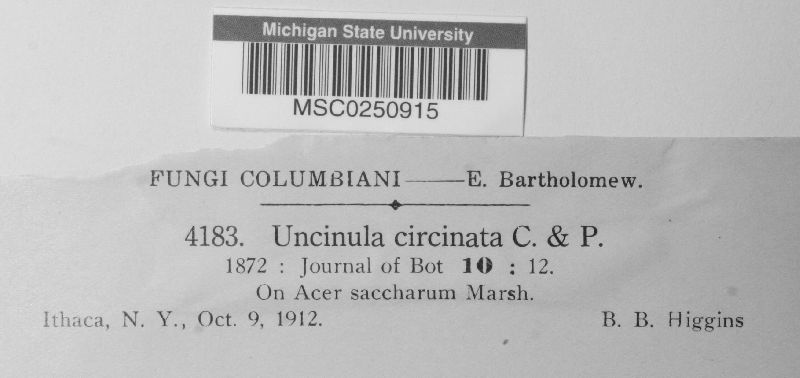 Michigan State University
MSC0250915
FUNGI COLUMBIANI——E. Bartholomew.
4183. Uncinula circinata C. & P.
1872 : Journal of Bot 10 : 12.
On Acer saccharum Marsh.
Ithaca, N. Y., Oct. 9, 1912. B. B. Higgins